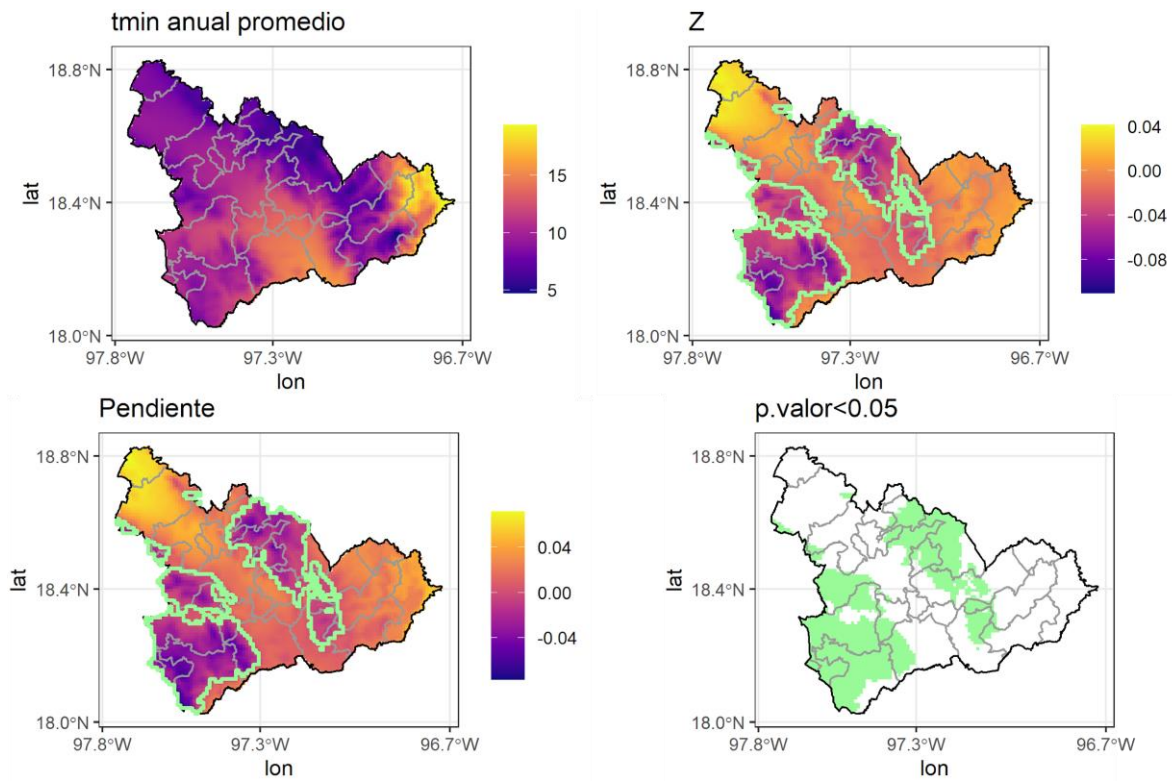 tmin anual promedio
18.8°N
18.4°N
18.0°N
lat
97.8°W 97.3°W 96.7°W
lon
15
10
5
Z
18.8°N
18.4°N
18.0°N
lat
97.8°W 97.3°W 96.7°W
lon
0.04
0.00
-0.04
-0.08
Pendiente
18.8°N
18.4°N
18.0°N
lat
97.8°W 97.3°W 96.7°W
lon
0.04
0.00
-0.04
p.valor<0.05
18.8°N
18.4°N
18.0°N
lat
97.8°W 97.3°W 96.7°W
lon